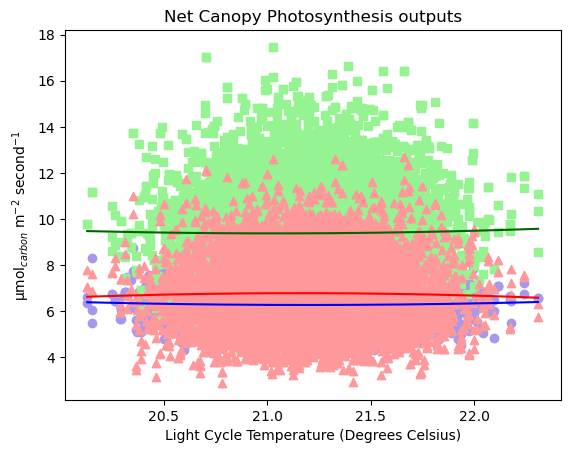 Net Canopy Photosynthesis outputs
18
16
14
12
10
8
6
4
µmol_carbon m⁻² second⁻¹
20.5 21.0 21.5 22.0
Light Cycle Temperature (Degrees Celsius)